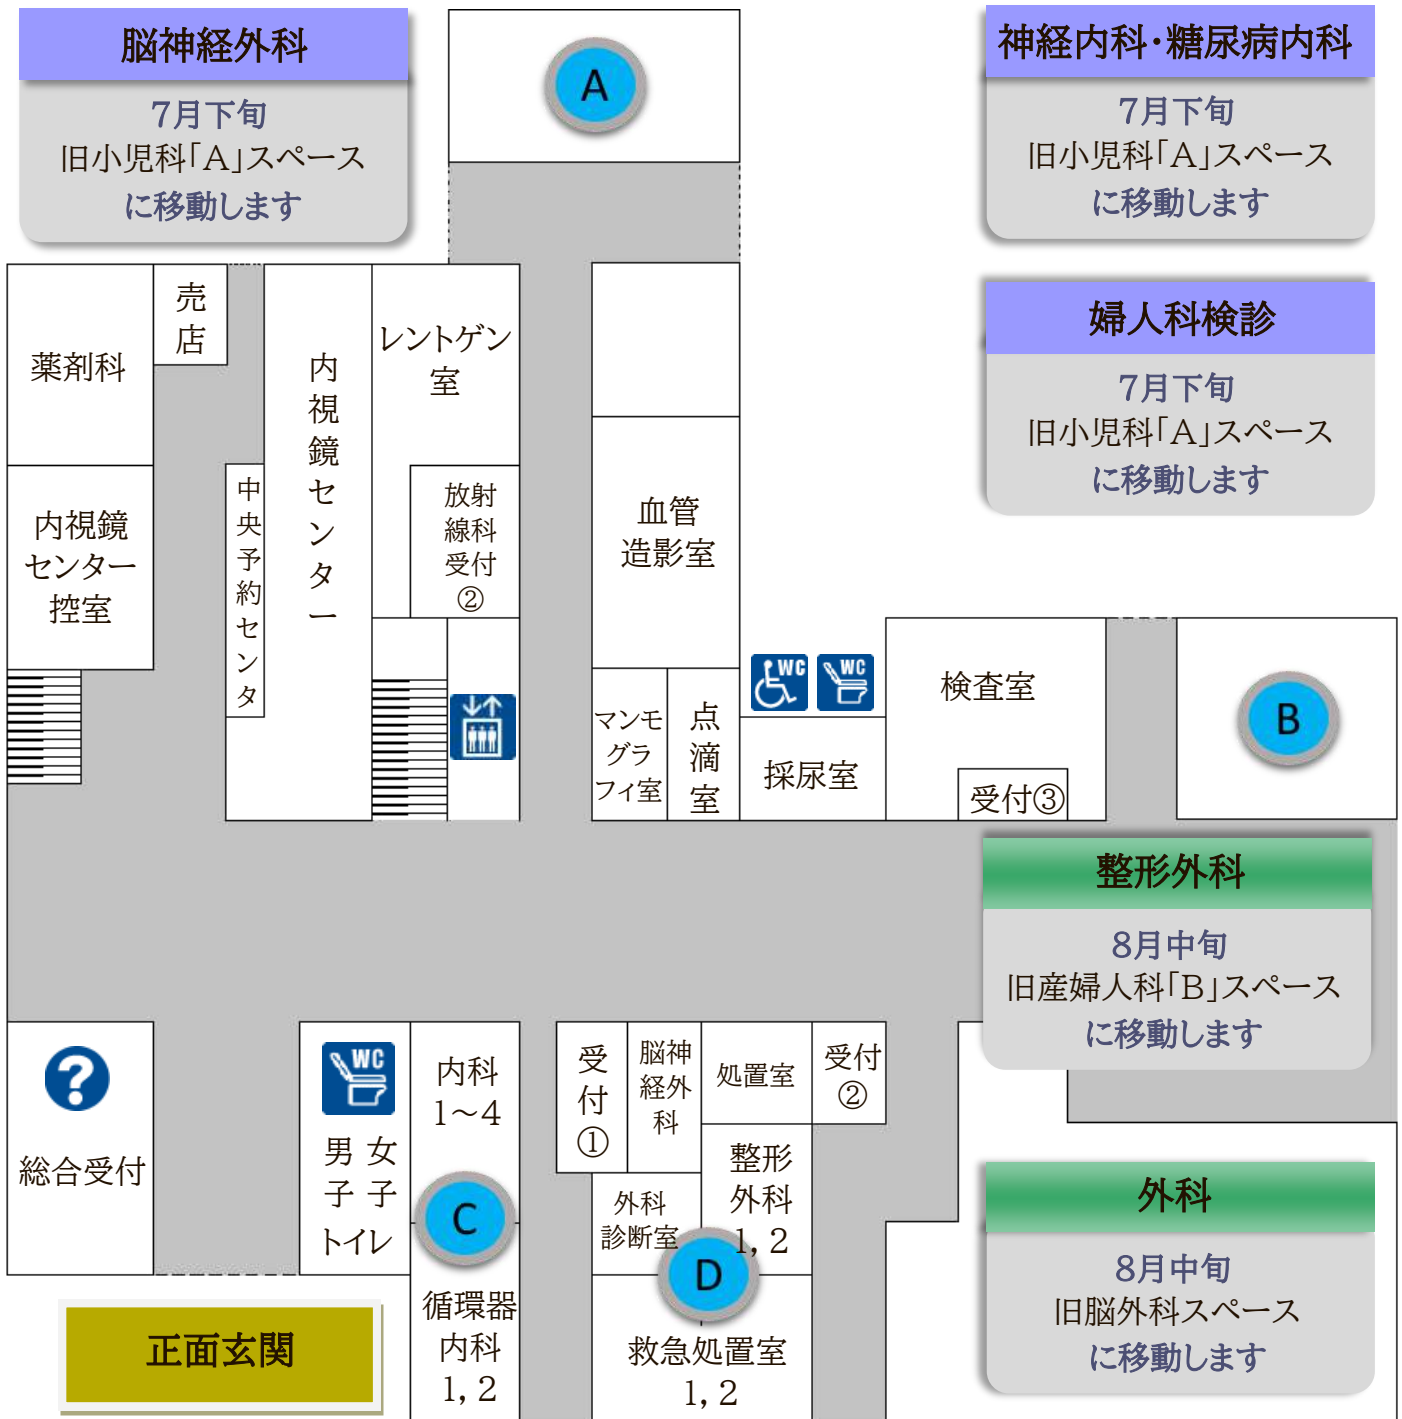 脳神経外科
7月下旬
旧小児科「A」スペース
に移動します
A
神経内科・糖尿病内科
7月下旬
旧小児科「A」スペース
に移動します
婦人科検診
7月下旬
旧小児科「A」スペース
に移動します
薬剤科
売店
内視鏡センター
レントゲン
室
内視鏡
センター
控室
中央予約センタ
放射
線科
受付
②
血管
造影室
マンモ
グラ
フィ室
点滴室
WC
WC
採尿室
検査室
受付③
B
整形外科
8月中旬
旧産婦人科「B」スペース
に移動します
?
総合受付
WC
男子
女子
トイレ
内科
1～4
C
循環器
内科
1, 2
受付①
脳神
経外
科
処置室
受付
②
外科
診断室
整形
外科
1, 2
D
救急処置室
1, 2
外科
8月中旬
旧脳外科スペース
に移動します
正面玄関